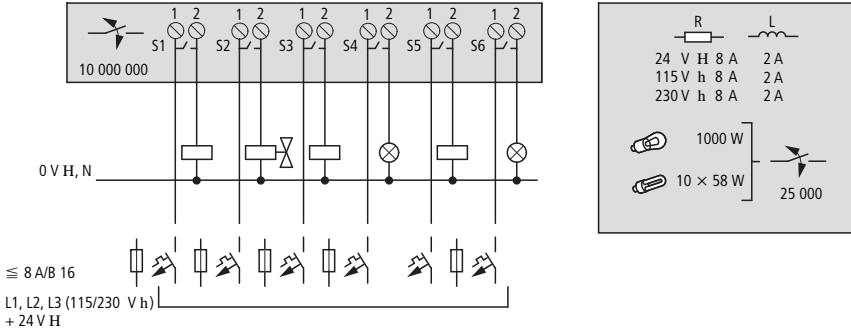 1 2 1 2 1 2 1 2 1 2 1 2
S1 S2 S3 S4 S5 S6
10 000 000
0 V H, N
≦ 8 A/B 16
L1, L2, L3 (115/230 V h)
+ 24 V H
R L
24 V H 8 A 2 A
115 V h 8 A 2 A
230 V h 8 A 2 A
1000 W
10 × 58 W
25 000